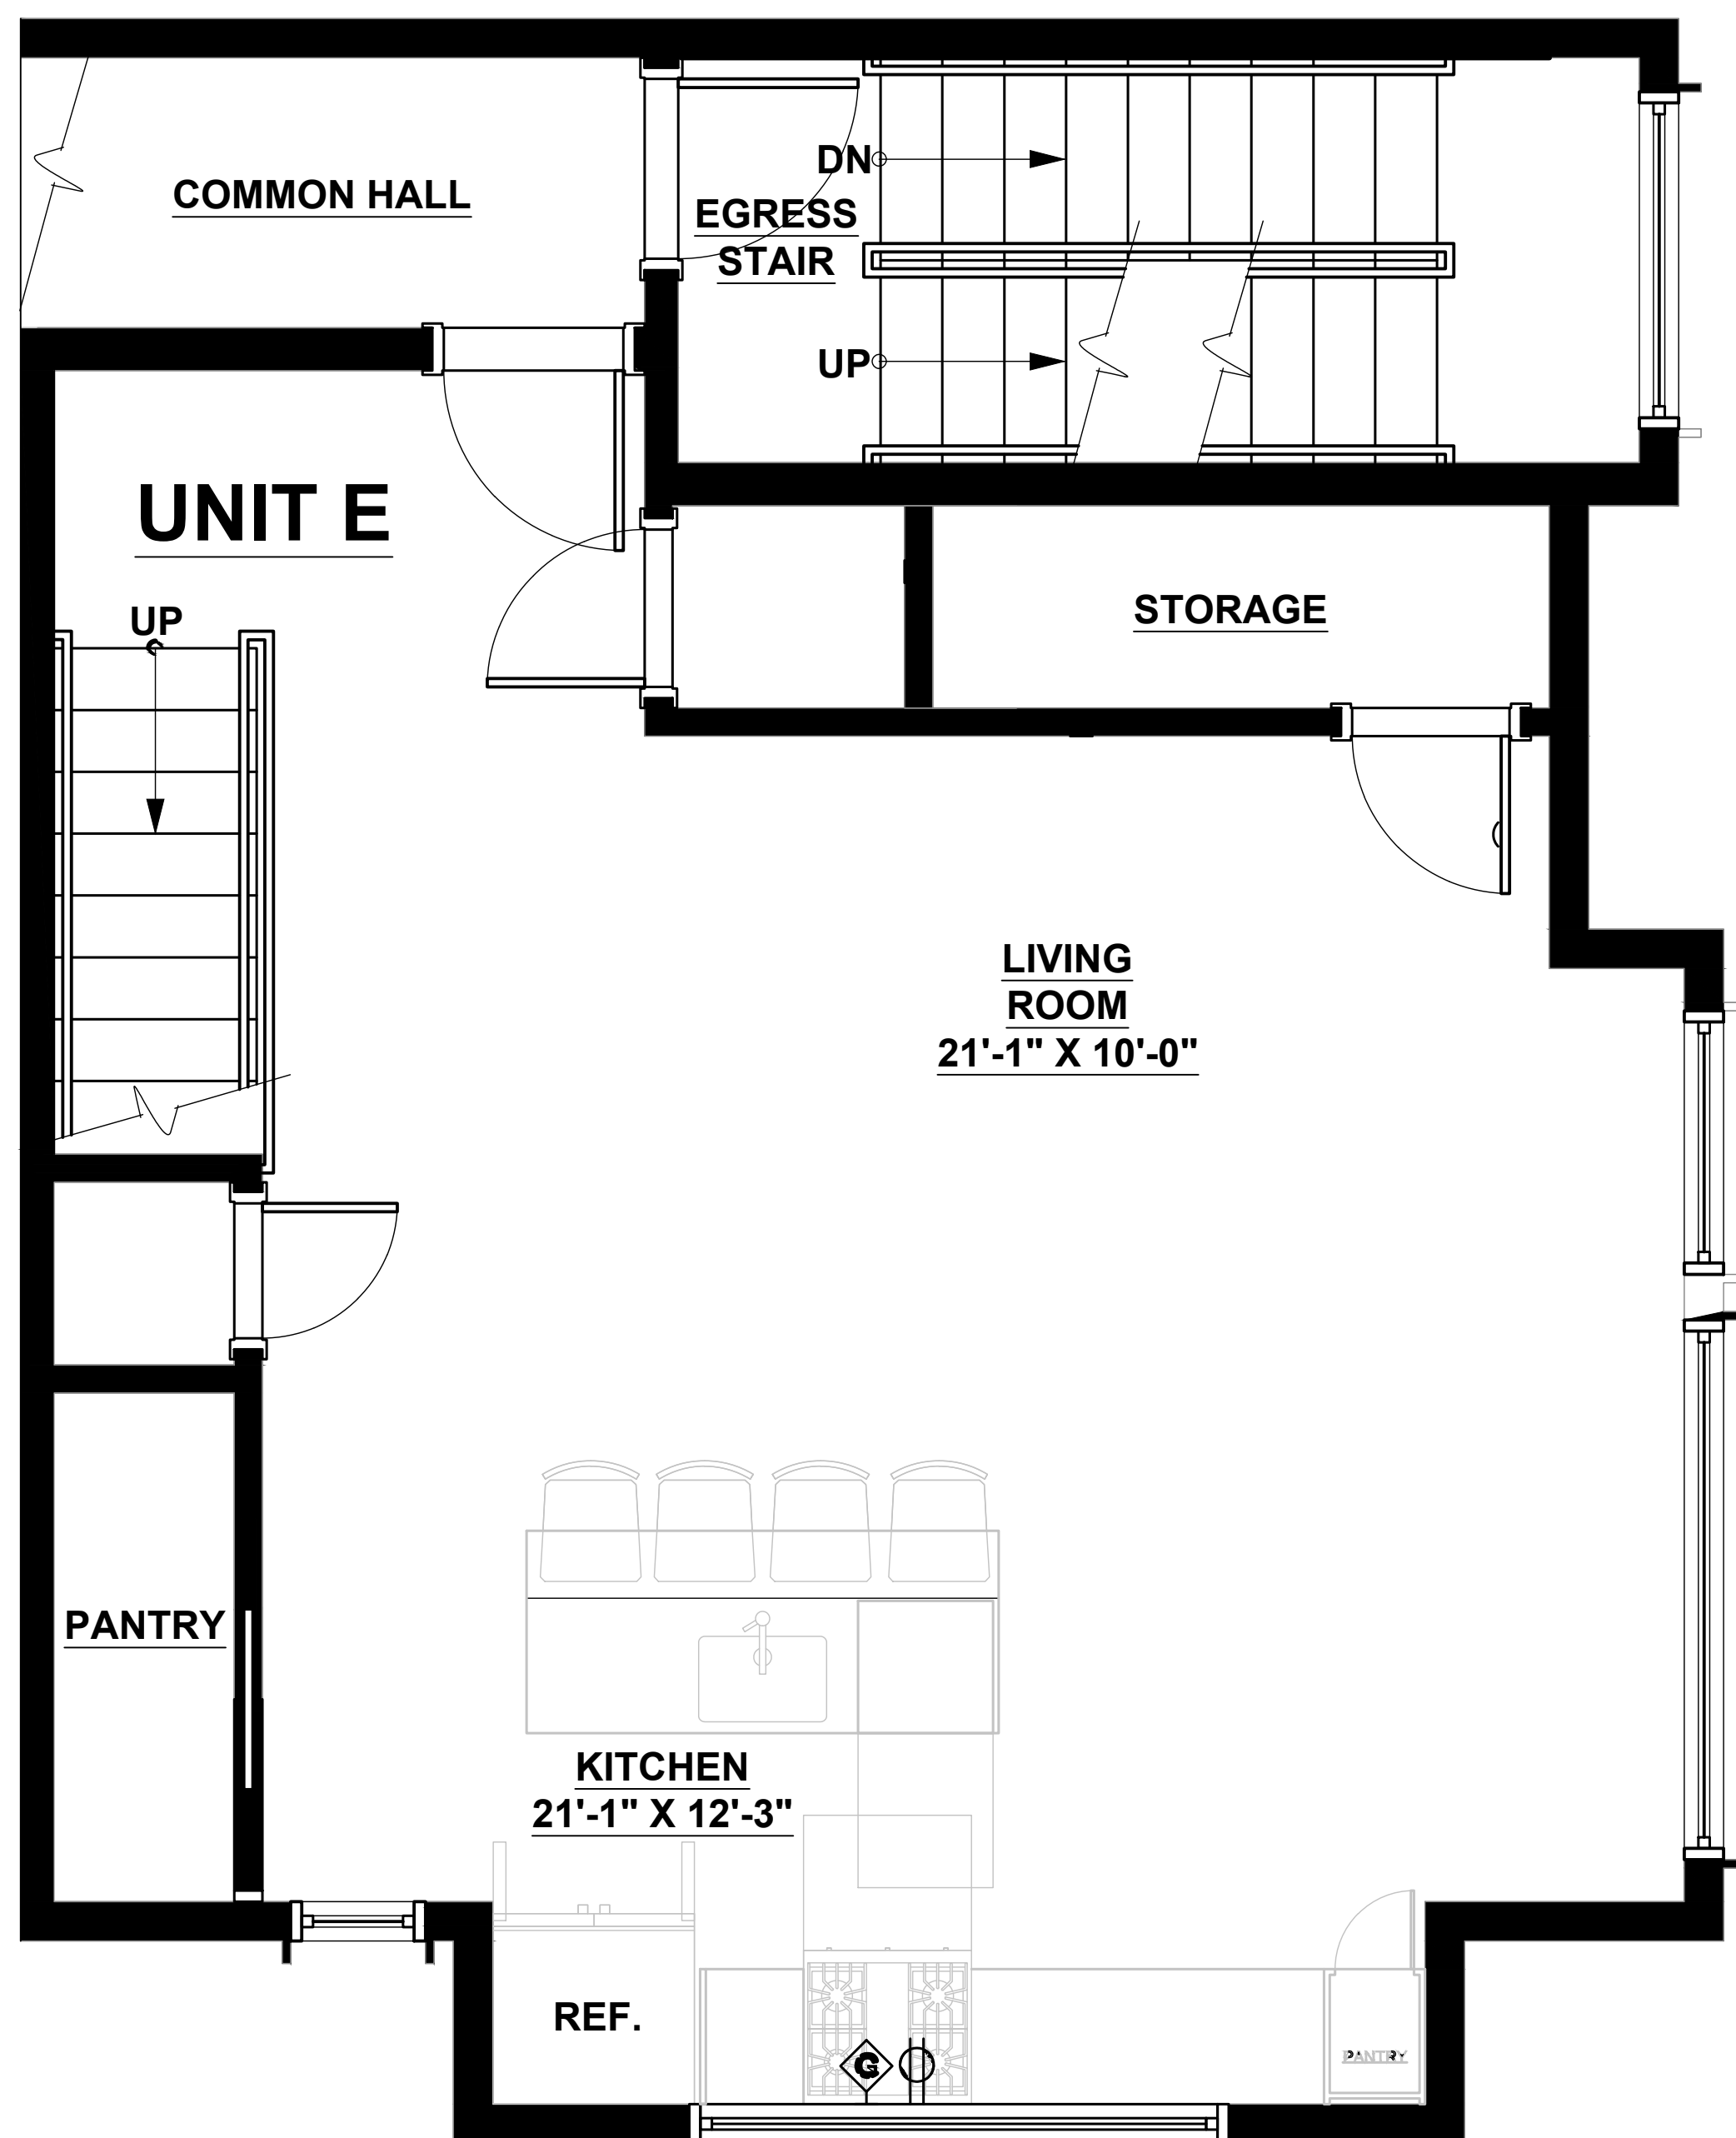 DN
COMMON HALL
EGRESS
STAIR
UP
UNIT E
UP
STORAGE
LIVING
ROOM
21'-1" X 10'-0"
PANTRY
KITCHEN
21'-1" X 12'-3"
REF.
G
PANTRY